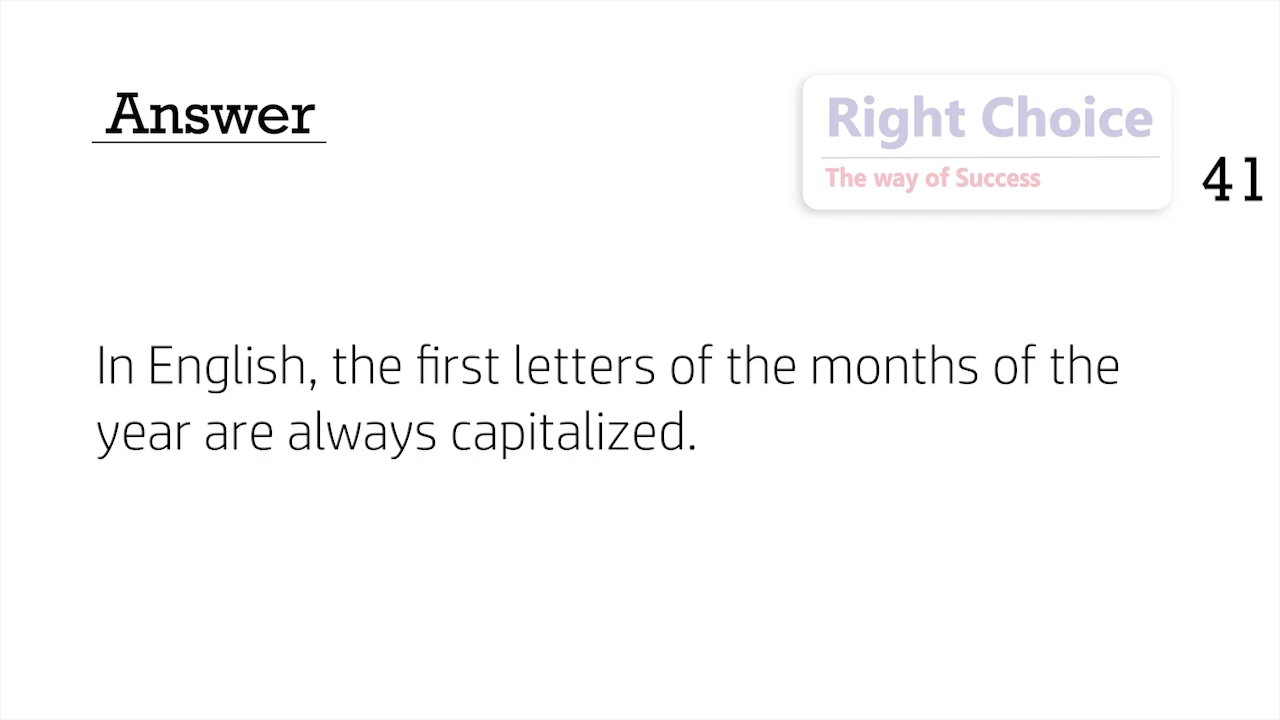 Answer
Right Choice
The way of Success
41
In English, the first letters of the months of the
year are always capitalized.